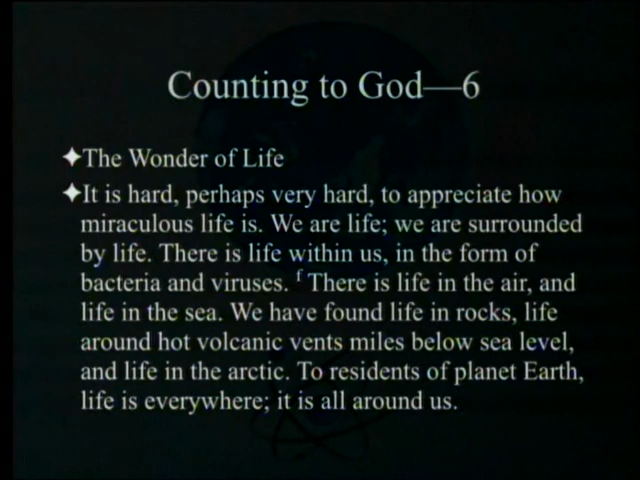 Counting to God—6
✦The Wonder of Life
✦It is hard, perhaps very hard, to appreciate how
miraculous life is. We are life; we are surrounded
by life. There is life within us, in the form of
bacteria and viruses. f There is life in the air, and
life in the sea. We have found life in rocks, life
around hot volcanic vents miles below sea level,
and life in the arctic. To residents of planet Earth,
life is everywhere; it is all around us.